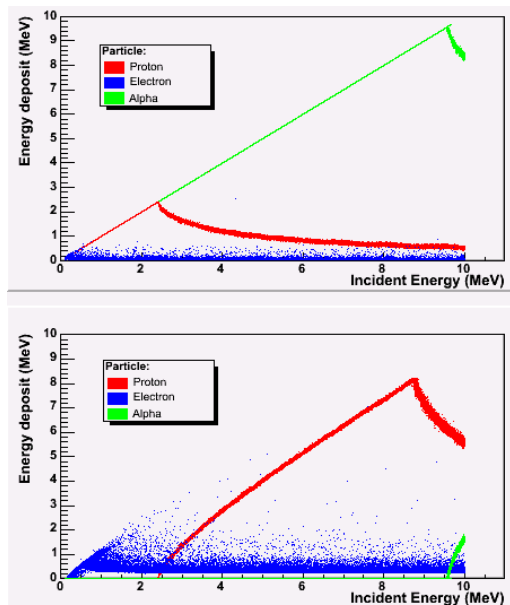 Energy deposit (MeV)
10
9
8
7
6
5
4
3
2
1
0
Particle:
Proton
Electron
Alpha
0 2 4 6 8 10
Incident Energy (MeV)
Energy deposit (MeV)
10
9
8
7
6
5
4
3
2
1
0
Particle:
Proton
Electron
Alpha
0 2 4 6 8 10
Incident Energy (MeV)